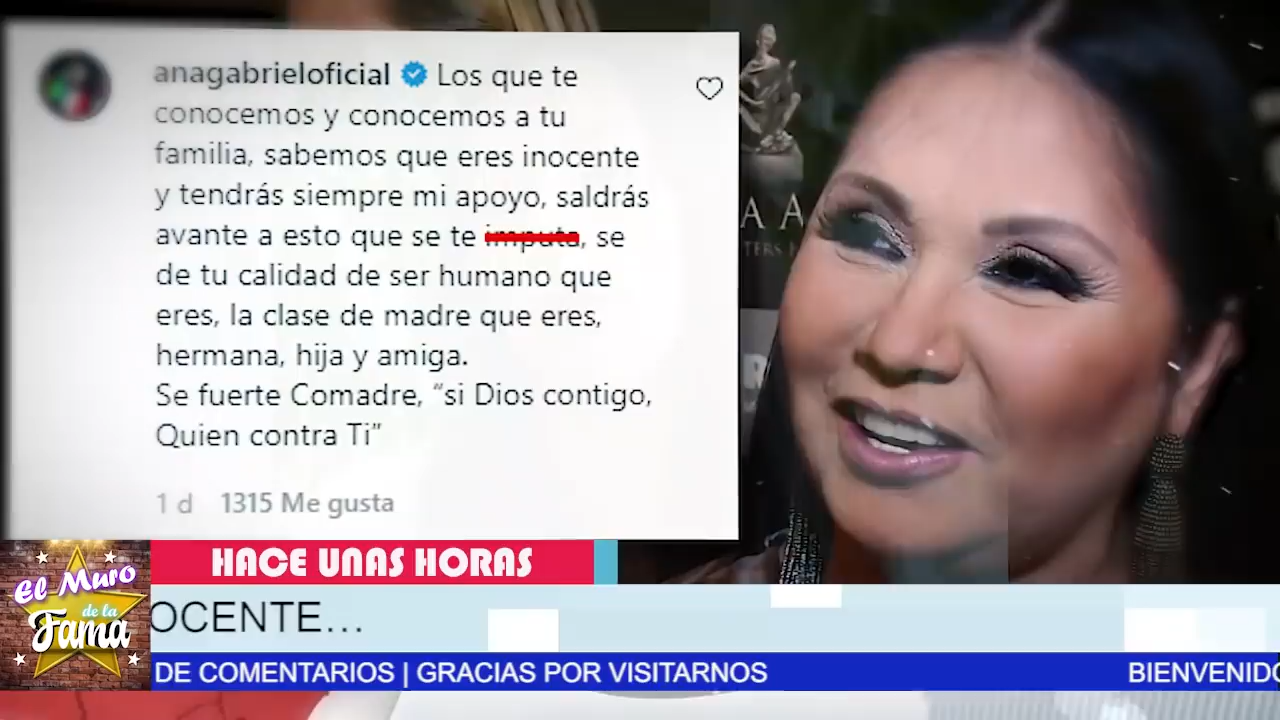 anagabrieloficial Los que te
conocemos y conocemos a tu
familia, sabemos que eres inocente
y tendrás siempre mi apoyo, saldrás
avante a esto que se te imputa, se
de tu calidad de ser humano que
eres, la clase de madre que eres,
hermana, hija y amiga.
Se fuerte Comadre, “si Dios contigo,
Quien contra Ti”
1 d 1315 Me gusta
A A
TERS
HACE UNAS HORAS
El Muro
de la
Fama
OCENTE...
DE COMENTARIOS | GRACIAS POR VISITARNOS
BIENVENIDO